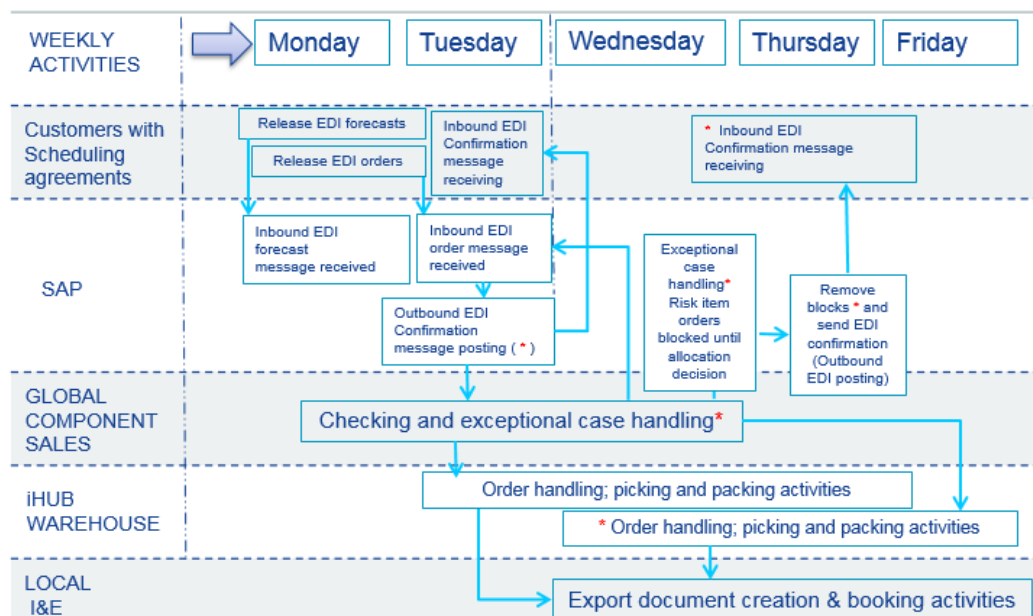 WEEKLY
ACTIVITIES
Monday
Tuesday
Wednesday
Thursday
Friday
Customers with
Scheduling
agreements
Release EDI forecasts
Release EDI orders
Inbound EDI
Confirmation
message
receiving
* Inbound EDI
Confirmation message
receiving
SAP
Inbound EDI
forecast
message received
Inbound EDI
order message
received
Outbound EDI
Confirmation
message posting ( * )
Exceptional
case
handling*
Risk item
orders
blocked until
allocation
decision
Remove
blocks * and
send EDI
confirmation
(Outbound
EDI posting)
GLOBAL
COMPONENT
SALES
Checking and exceptional case handling*
iHUB
WAREHOUSE
Order handling; picking and packing activities
* Order handling; picking and packing activities
LOCAL
I&E
Export document creation & booking activities